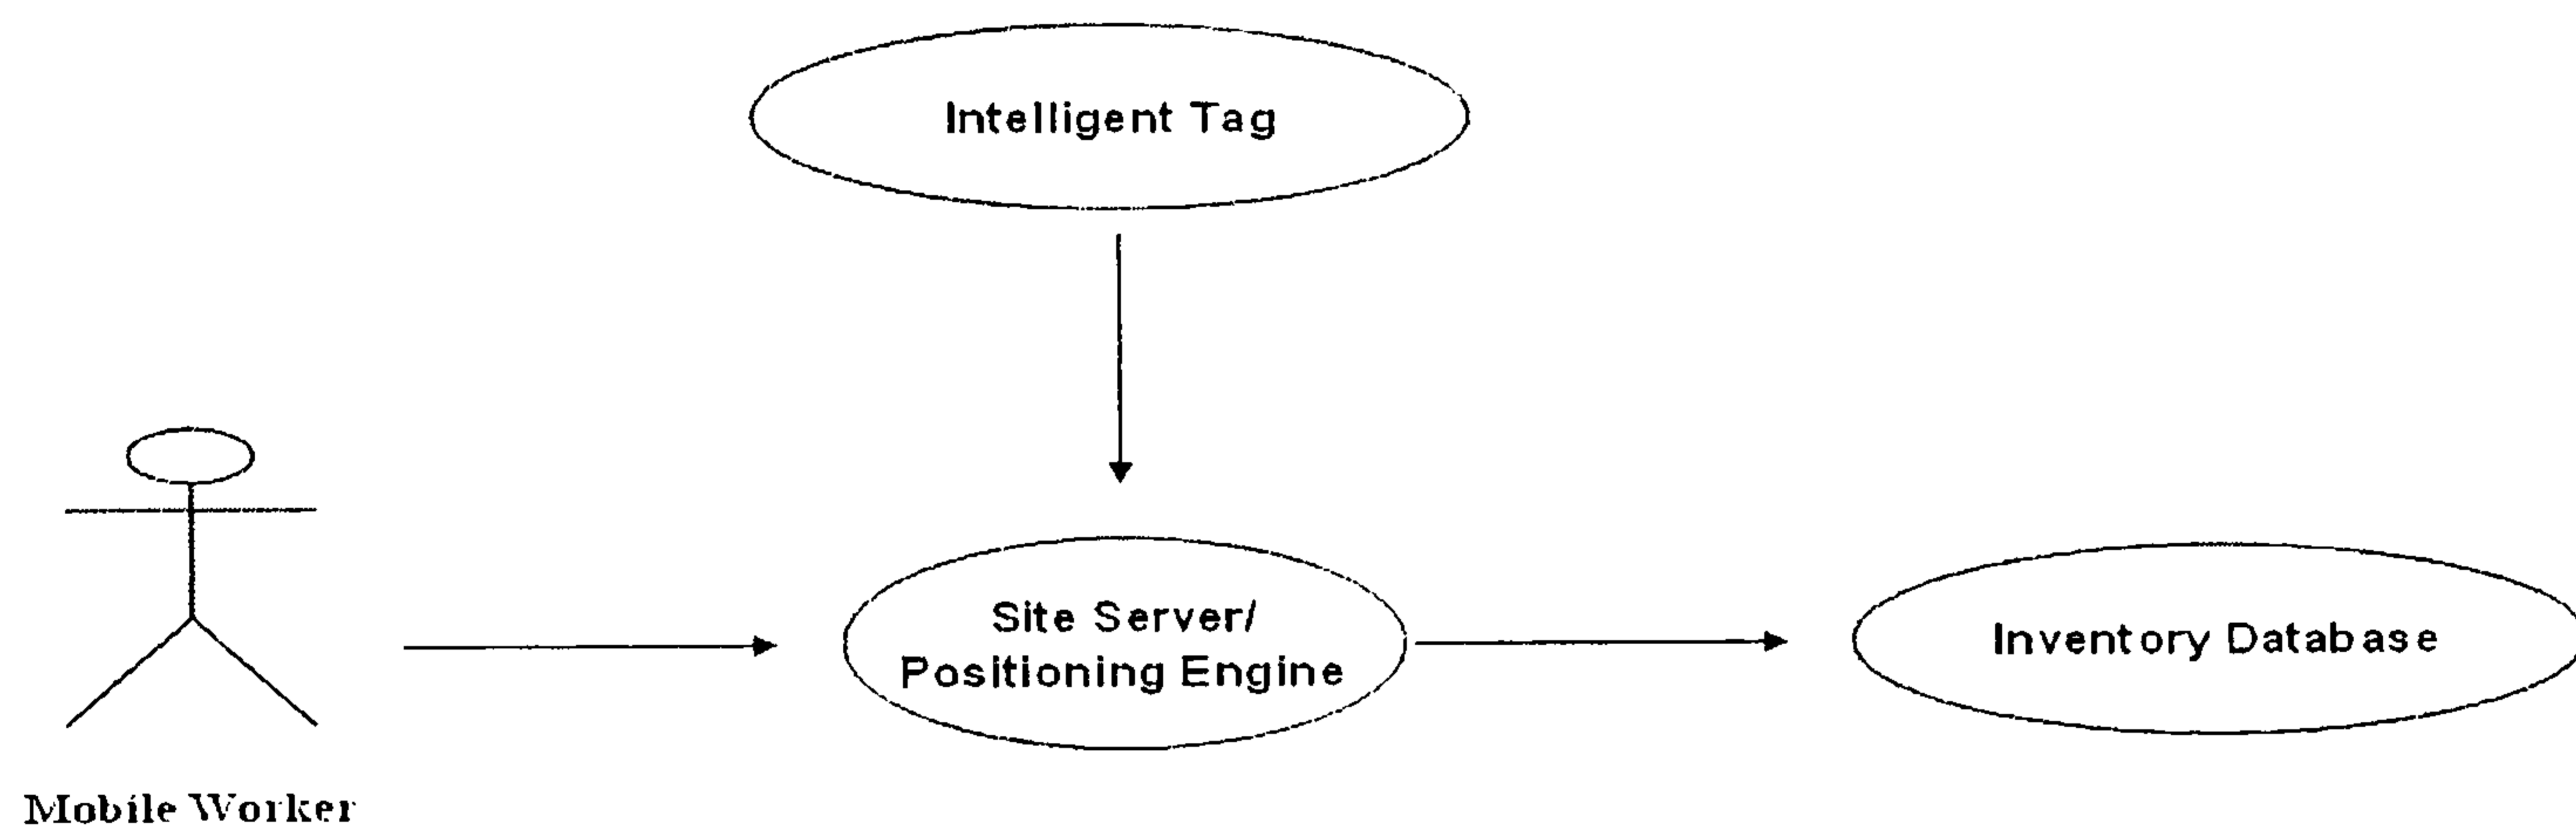 Intelligent Tag
Site Server/
Positioning Engine
Inventory Database
Mobile Worker